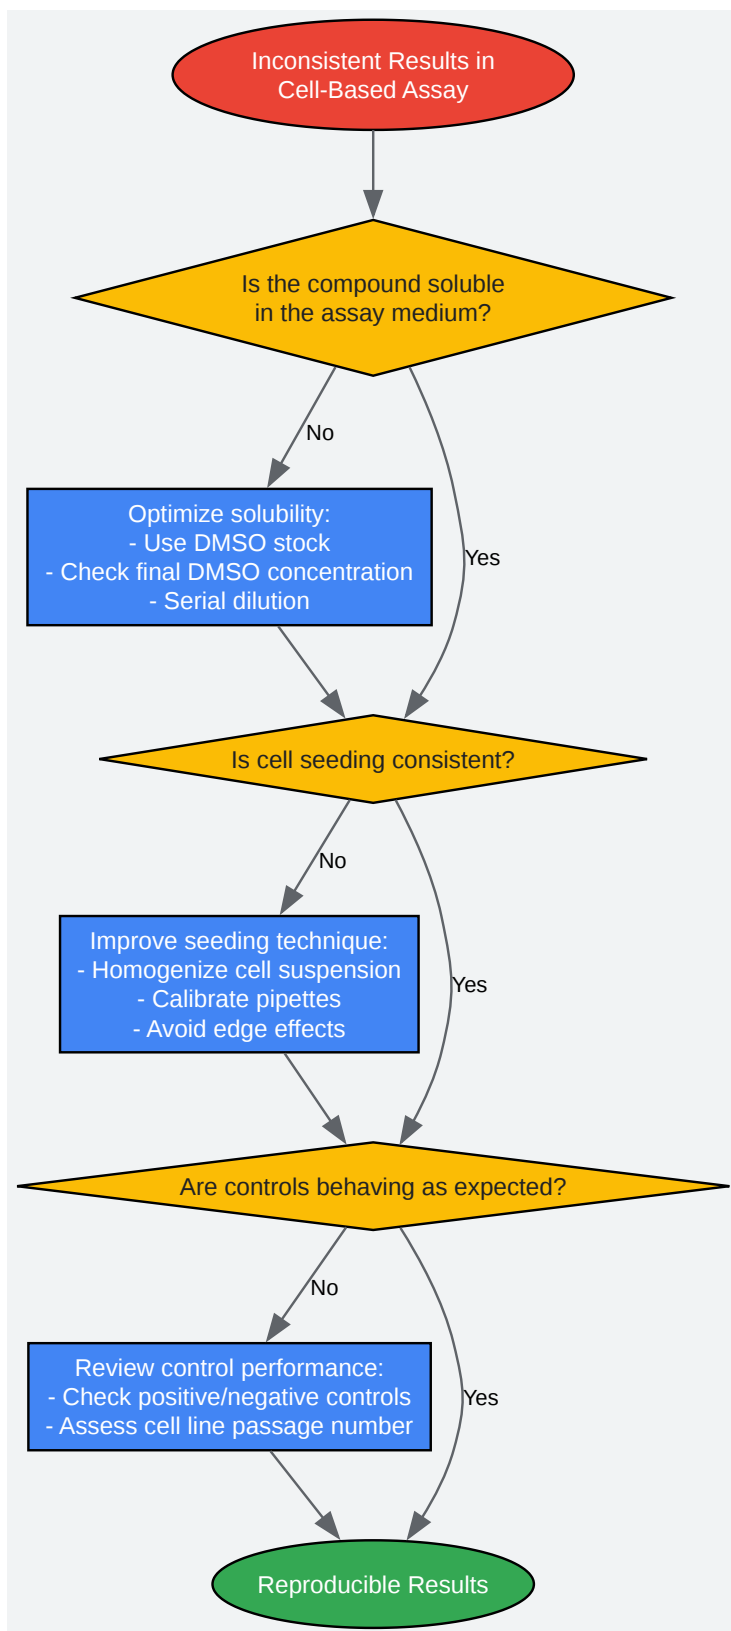 Inconsistent Results in
Cell-Based Assay
Is the compound soluble
in the assay medium?
No
Optimize solubility:
- Use DMSO stock
- Check final DMSO concentration
- Serial dilution
Yes
Is cell seeding consistent?
No
Improve seeding technique:
- Homogenize cell suspension
- Calibrate pipettes
- Avoid edge effects
Yes
Are controls behaving as expected?
No
Review control performance:
- Check positive/negative controls
- Assess cell line passage number
Yes
Reproducible Results